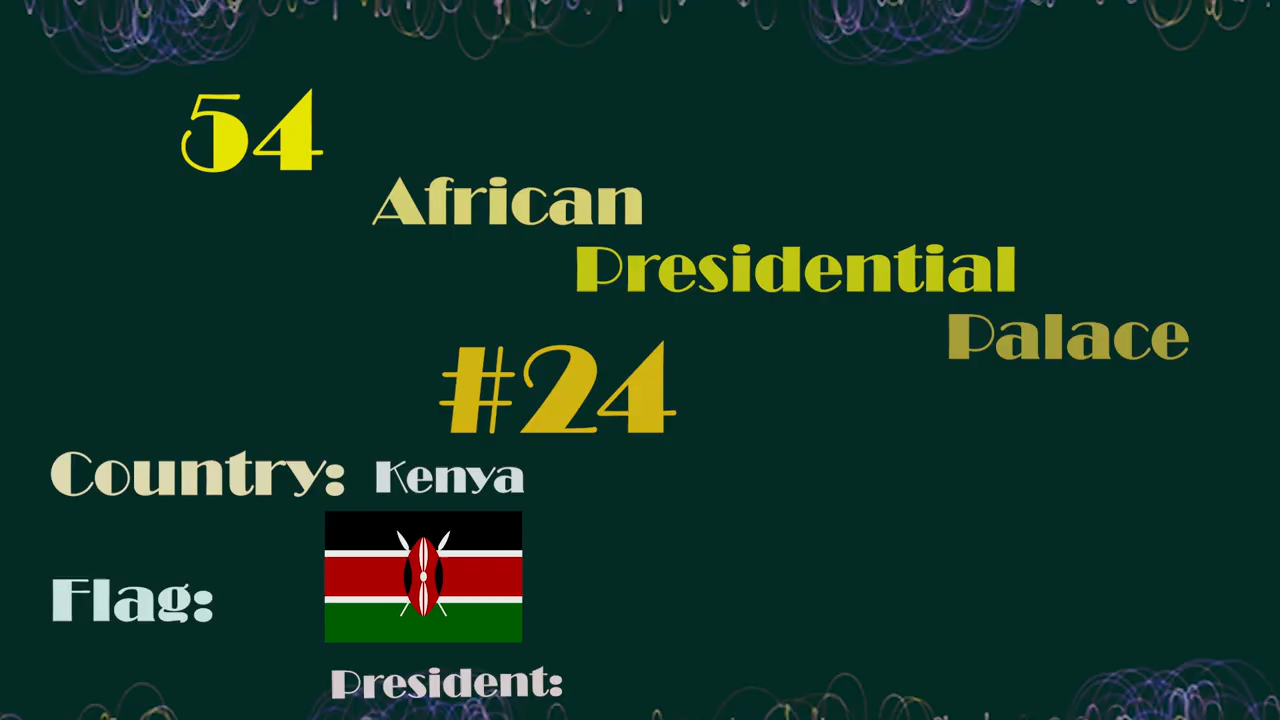 54
African
Presidential
Palace
#24
Country: Kenya
Flag:
President: